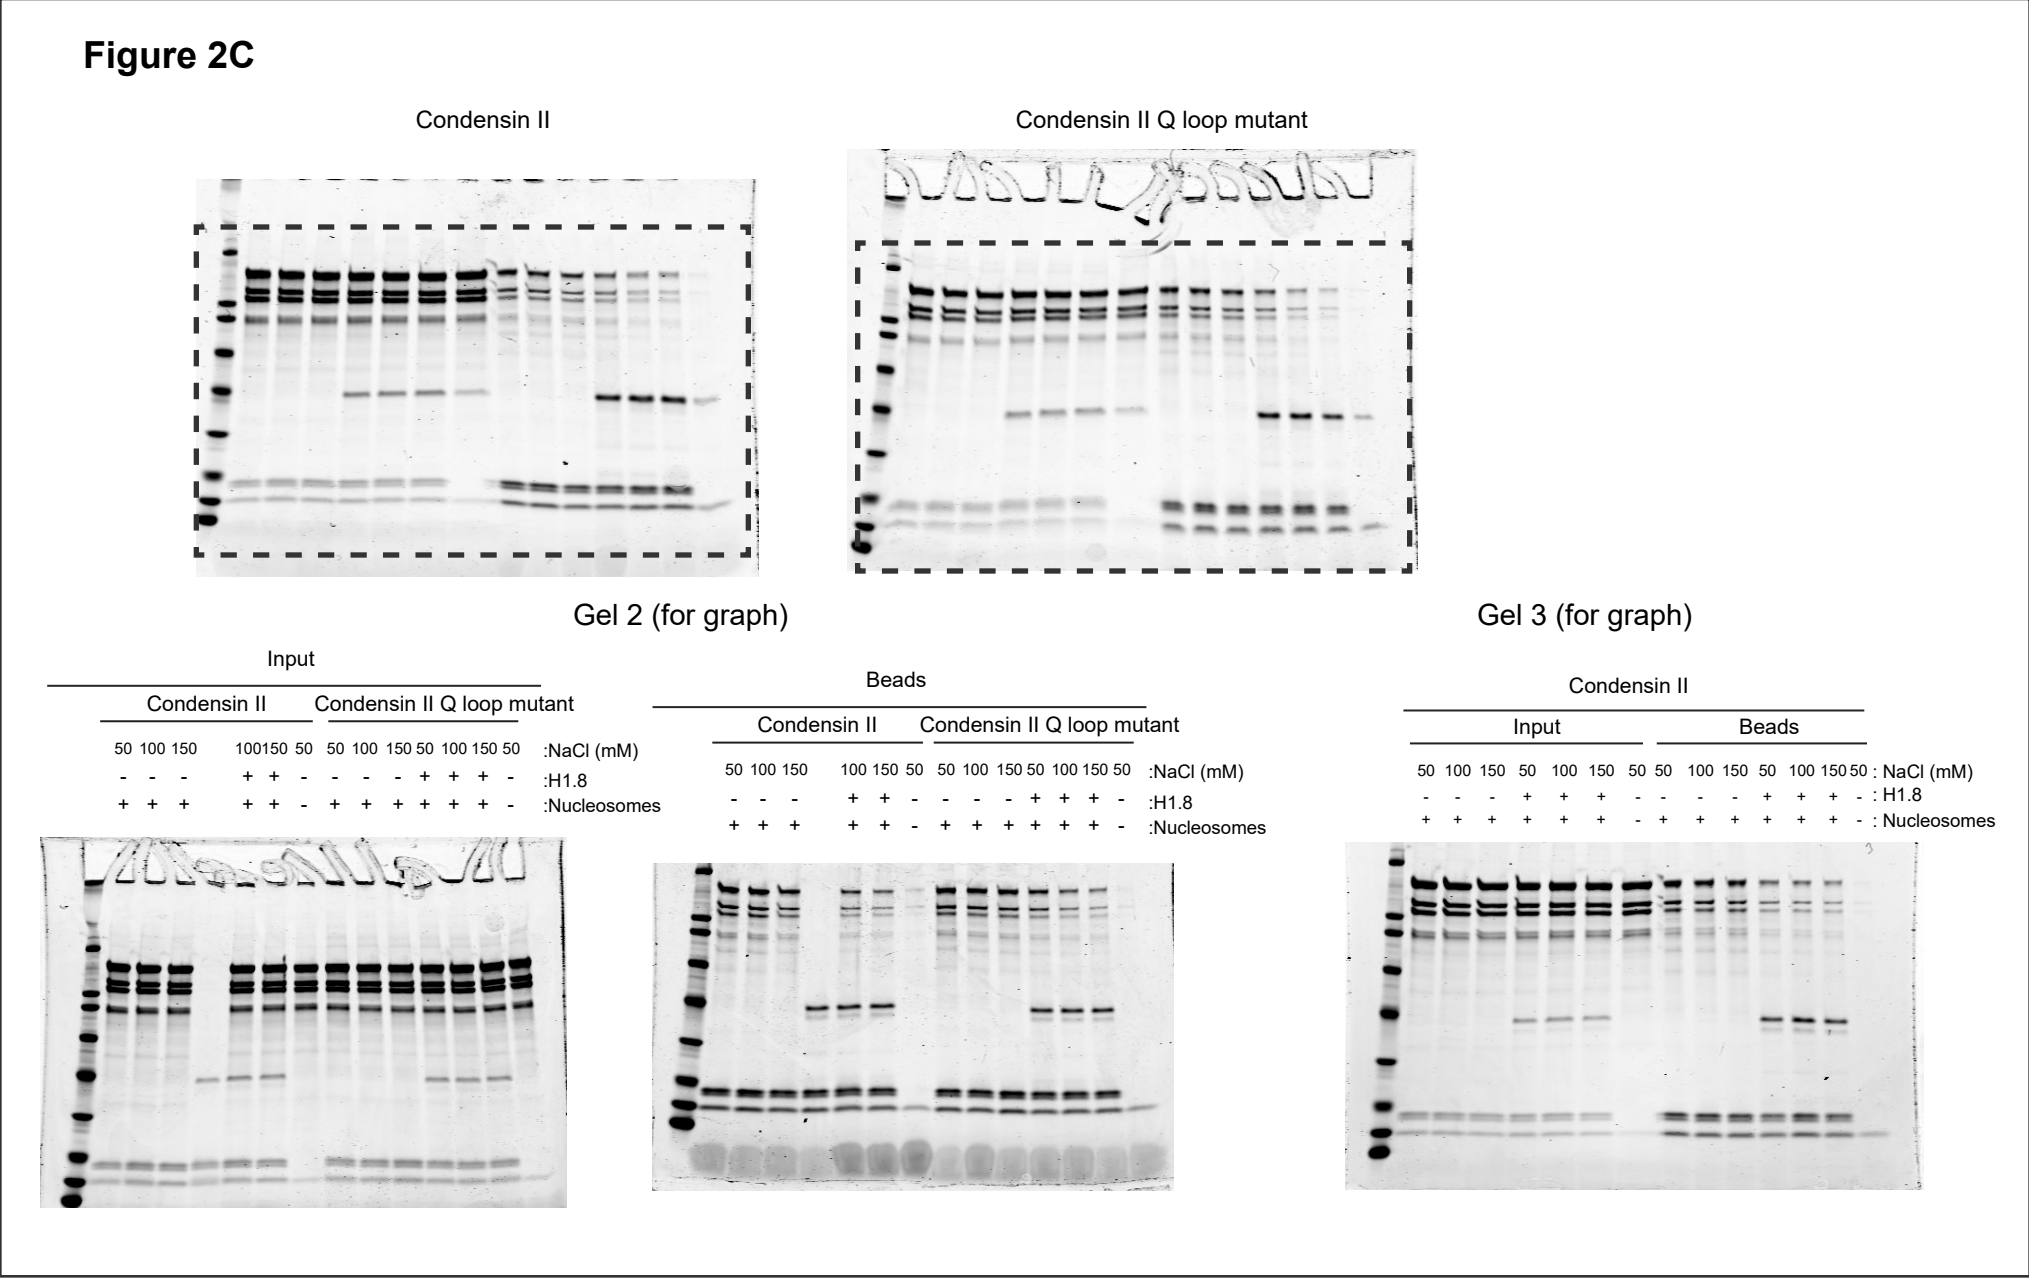 Figure 2C
Condensin II
Condensin II Q loop mutant
Gel 2 (for graph)
Gel 3 (for graph)
Input
Condensin II Condensin II Q loop mutant
50 100 150 100 150 50 50 100 150 50 100 150 50 :NaCl (mM)
- - - + + - - - - + + + - :H1.8
+ + + + + - + + + + + + - :Nucleosomes
Beads
Condensin II Condensin II Q loop mutant
50 100 150 100 150 50 50 100 150 50 100 150 50 :NaCl (mM)
- - - + + - - - - + + + - :H1.8
+ + + + + - + + + + + + - :Nucleosomes
Condensin II
Input Beads
50 100 150 50 100 150 50 50 100 150 50 100 150 50 : NaCl (mM)
- - - + + + - - - - + + + - : H1.8
+ + + + + + - + + + + + + - : Nucleosomes
3